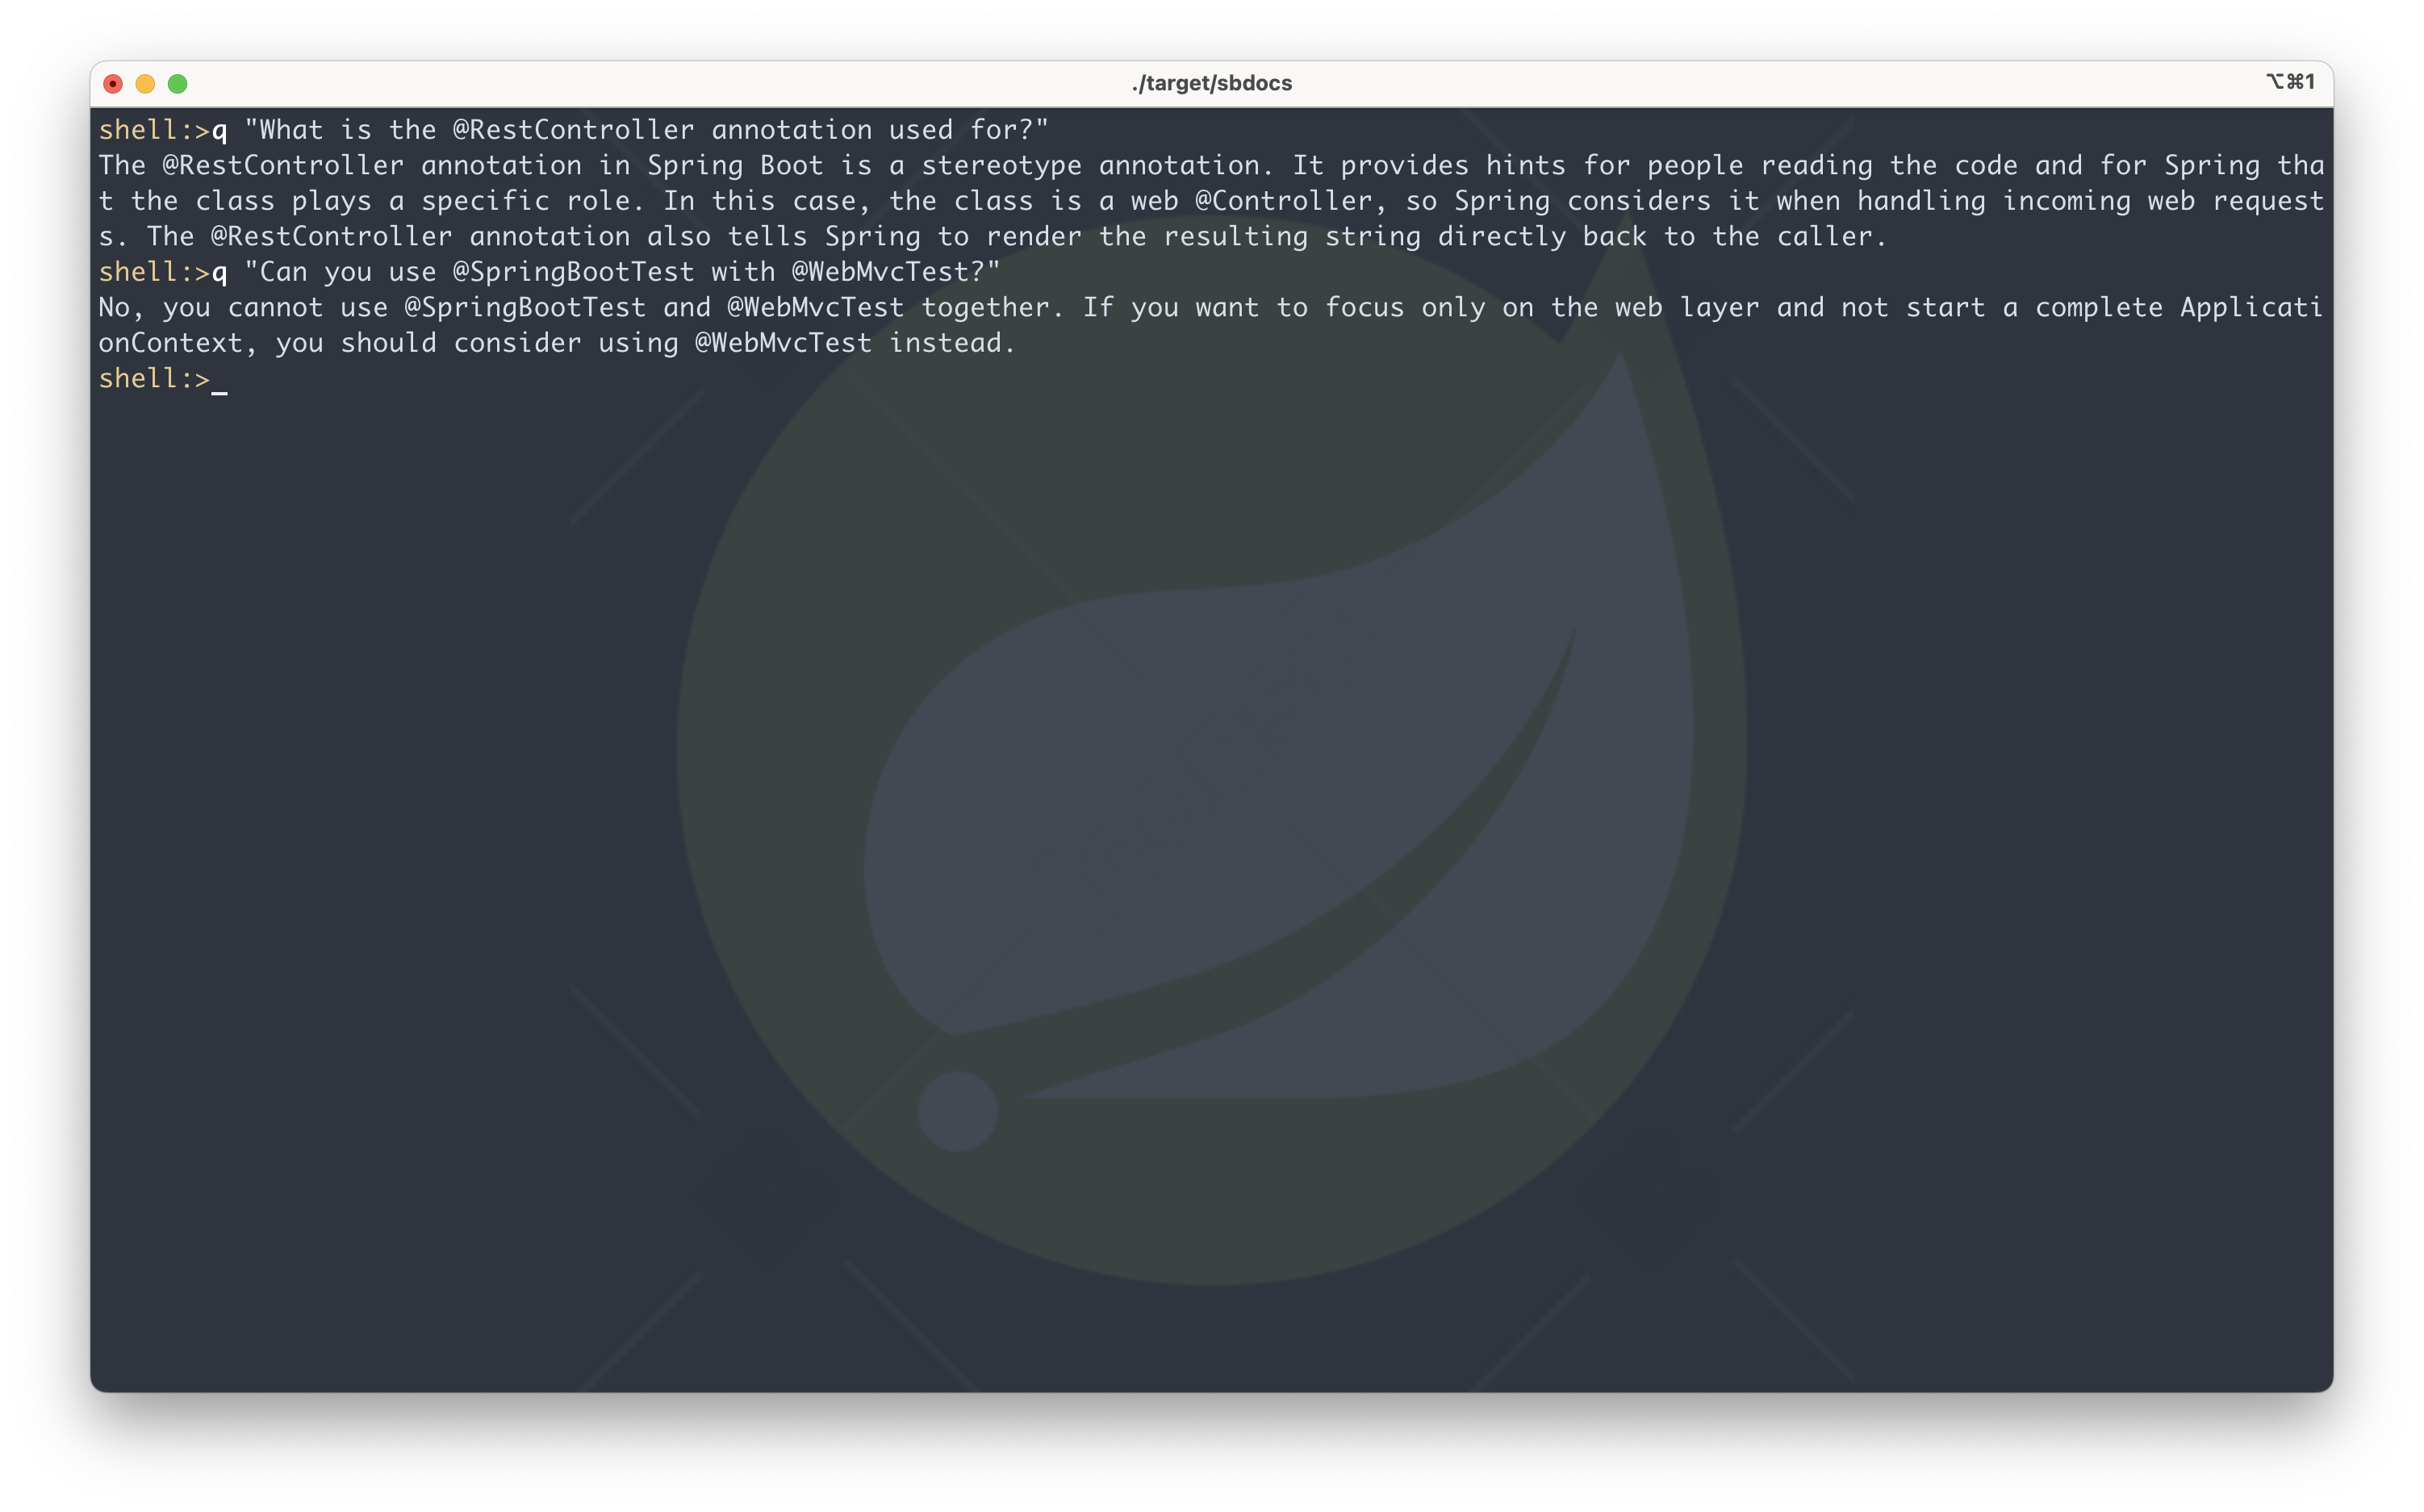 ./target/sbdocs
⌥⌘1
shell:>q "What is the @RestController annotation used for?"
The @RestController annotation in Spring Boot is a stereotype annotation. It provides hints for people reading the code and for Spring tha
t the class plays a specific role. In this case, the class is a web @Controller, so Spring considers it when handling incoming web request
s. The @RestController annotation also tells Spring to render the resulting string directly back to the caller.
shell:>q "Can you use @SpringBootTest with @WebMvcTest?"
No, you cannot use @SpringBootTest and @WebMvcTest together. If you want to focus only on the web layer and not start a complete Applicati
onContext, you should consider using @WebMvcTest instead.
shell:>_
icons8